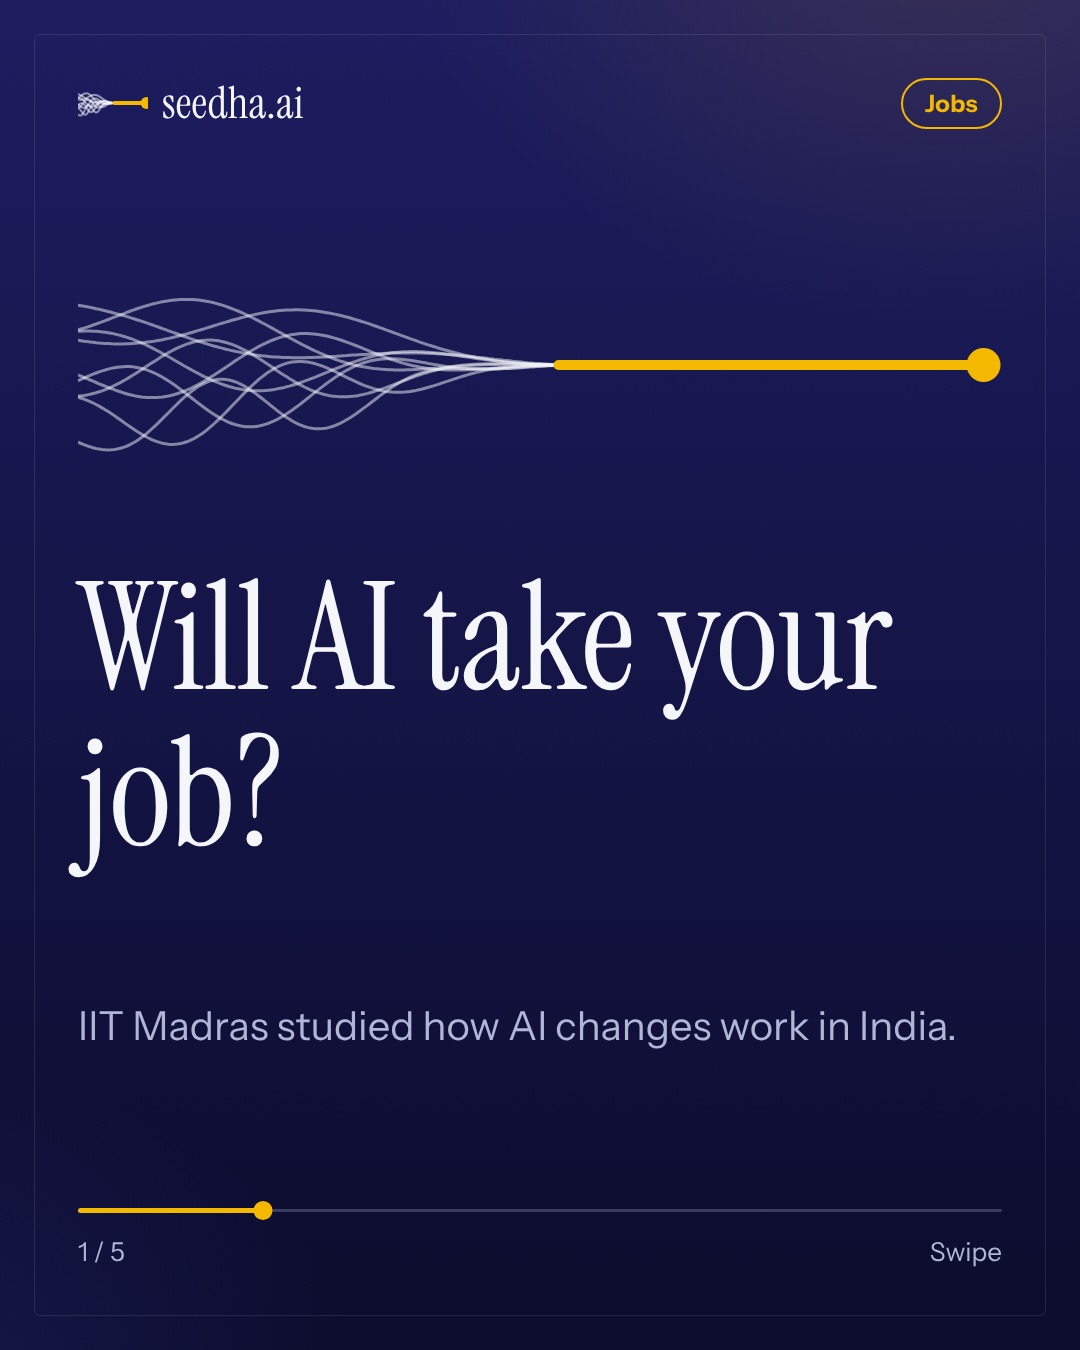 seedha.ai
Jobs
Will AI take your
job?
IIT Madras studied how AI changes work in India.
1 / 5
Swipe